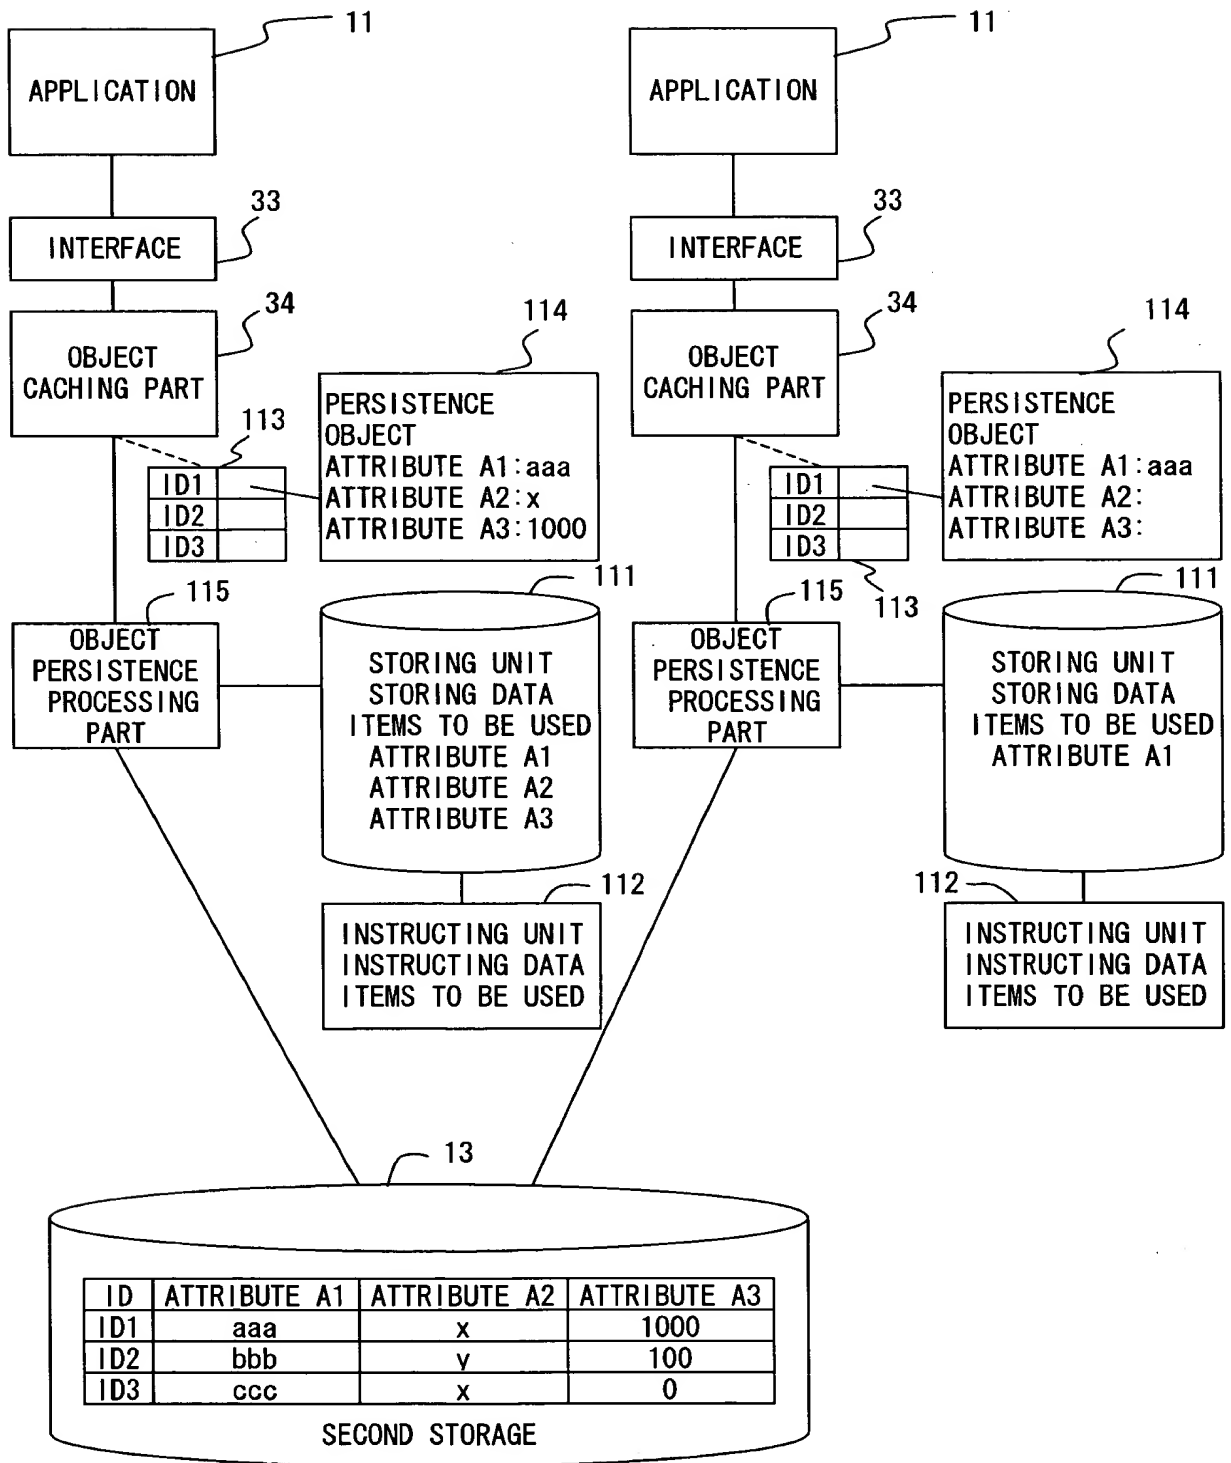 11
APPLICATION
33
INTERFACE
34
OBJECT
CACHING PART
113
ID1
ID2
ID3
114
PERSISTENCE
OBJECT
ATTRIBUTE A1:aaa
ATTRIBUTE A2:x
ATTRIBUTE A3:1000
115
OBJECT
PERSISTENCE
PROCESSING
PART
111
STORING UNIT
STORING DATA
ITEMS TO BE USED
ATTRIBUTE A1
ATTRIBUTE A2
ATTRIBUTE A3
112
INSTRUCTING UNIT
INSTRUCTING DATA
ITEMS TO BE USED
11
APPLICATION
33
INTERFACE
34
OBJECT
CACHING PART
114
PERSISTENCE
OBJECT
ATTRIBUTE A1:aaa
ATTRIBUTE A2:
ATTRIBUTE A3:
ID1
ID2
ID3
113
115
OBJECT
PERSISTENCE
PROCESSING
PART
111
STORING UNIT
STORING DATA
ITEMS TO BE USED
ATTRIBUTE A1
112
INSTRUCTING UNIT
INSTRUCTING DATA
ITEMS TO BE USED
13
ID ATTRIBUTE A1 ATTRIBUTE A2 ATTRIBUTE A3
ID1 aaa x 1000
ID2 bbb y 100
ID3 ccc x 0
SECOND STORAGE